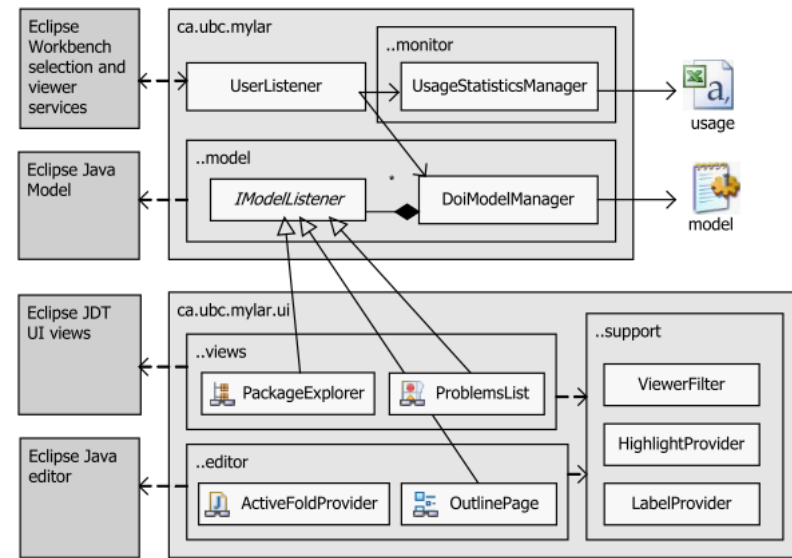 Eclipse
Workbench
selection and
viewer
services
ca.ubc.mylar
UserListener
..monitor
UsageStatisticsManager
a,
usage
Eclipse Java
Model
..model
IModelListener
*
DoiModelManager
model
Eclipse JDT
UI views
ca.ubc.mylar.ui
..views
PackageExplorer
ProblemsList
..support
ViewerFilter
HighlightProvider
LabelProvider
Eclipse Java
editor
..editor
J
ActiveFoldProvider
OutlinePage